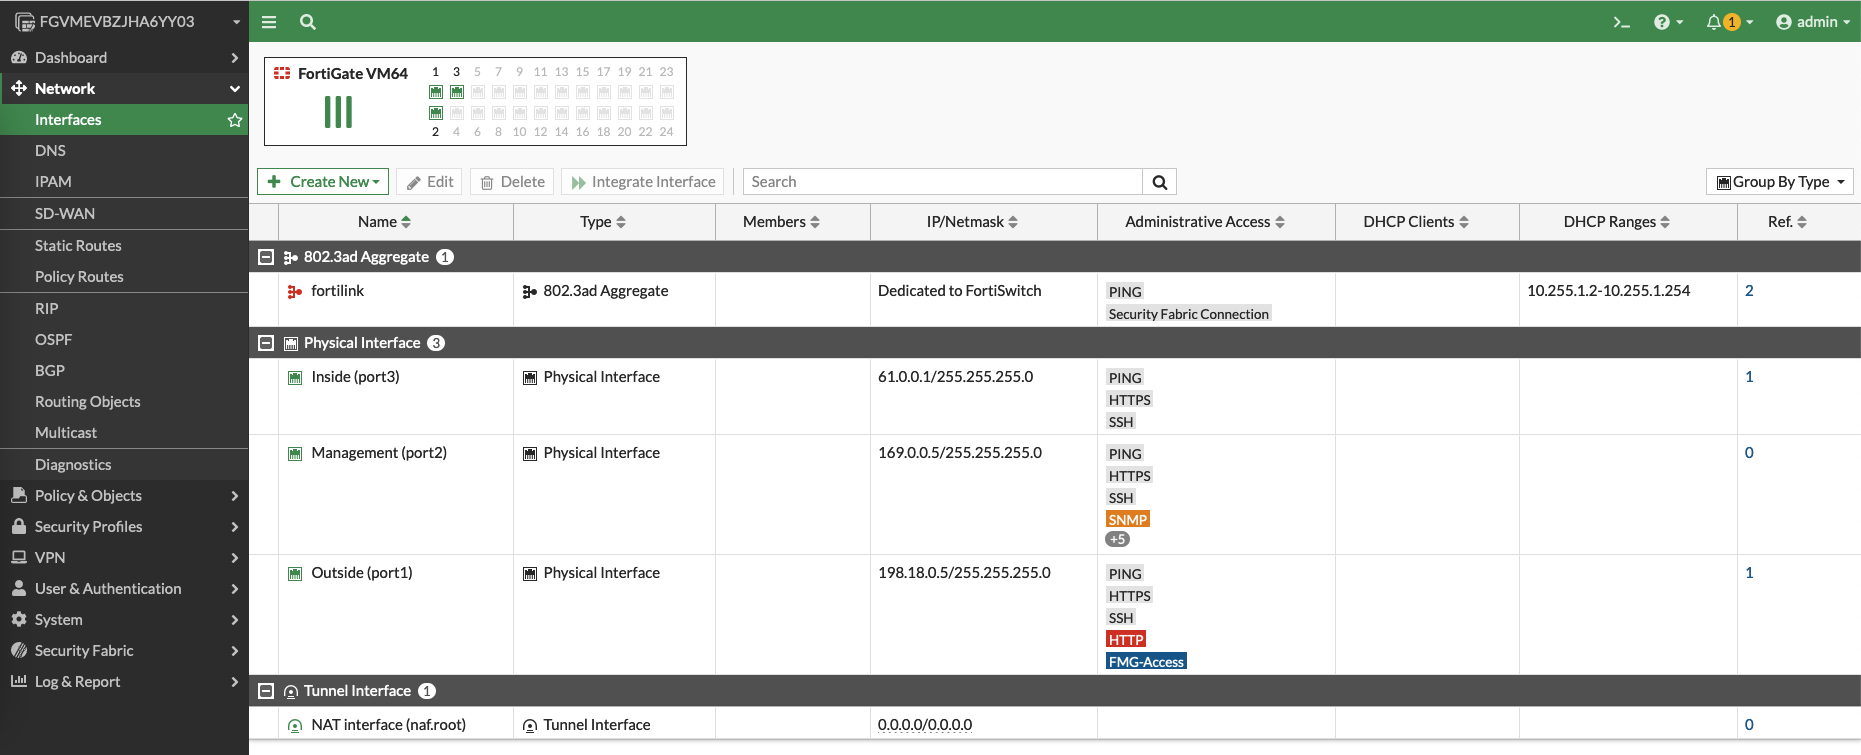 FGVMEVBZJHA6YY03
1
admin
Dashboard
Network
Interfaces
DNS
IPAM
SD-WAN
Static Routes
Policy Routes
RIP
OSPF
BGP
Routing Objects
Multicast
Diagnostics
Policy & Objects
Security Profiles
VPN
User & Authentication
System
Security Fabric
Log & Report
FortiGate VM64
1 3 5 7 9 11 13 15 17 19 21 23
2 4 6 8 10 12 14 16 18 20 22 24
+ Create New Edit Delete Integrate Interface Search Group By Type
Name Type Members IP/Netmask Administrative Access DHCP Clients DHCP Ranges Ref.
802.3ad Aggregate 1
fortilink 802.3ad Aggregate Dedicated to FortiSwitch PING 10.255.1.2-10.255.1.254 2
Security Fabric Connection
Physical Interface 3
Inside (port3) Physical Interface 61.0.0.1/255.255.255.0 PING 1
HTTPS
SSH
Management (port2) Physical Interface 169.0.0.5/255.255.255.0 PING 0
HTTPS
SSH
SNMP
+5
Outside (port1) Physical Interface 198.18.0.5/255.255.255.0 PING 1
HTTPS
SSH
HTTP
FMG-Access
Tunnel Interface 1
NAT interface (naf.root) Tunnel Interface 0.0.0.0/0.0.0.0 0